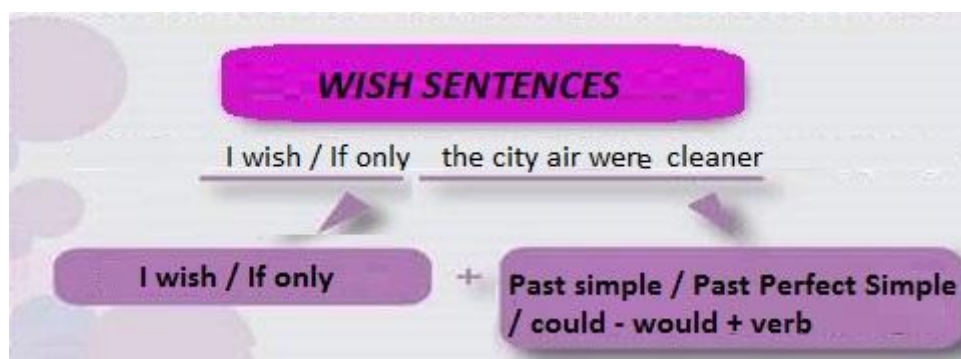 WISH SENTENCES
I wish / If only the city air were cleaner
I wish / If only + Past simple / Past Perfect Simple
/ could - would + verb